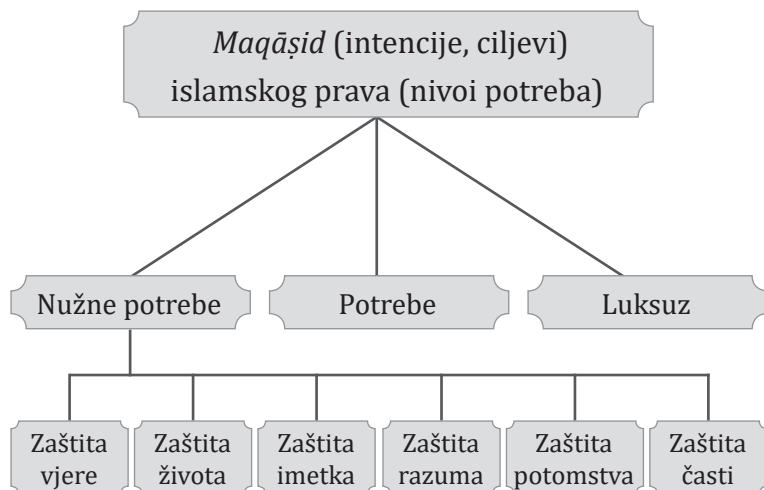 Maqāṣid (intencije, ciljevi)
islamskog prava (nivoi potreba)
Nužne potrebe
Potrebe
Luksuz
Zaštita
vjere
Zaštita
života
Zaštita
imetka
Zaštita
razuma
Zaštita
potomstva
Zaštita
časti